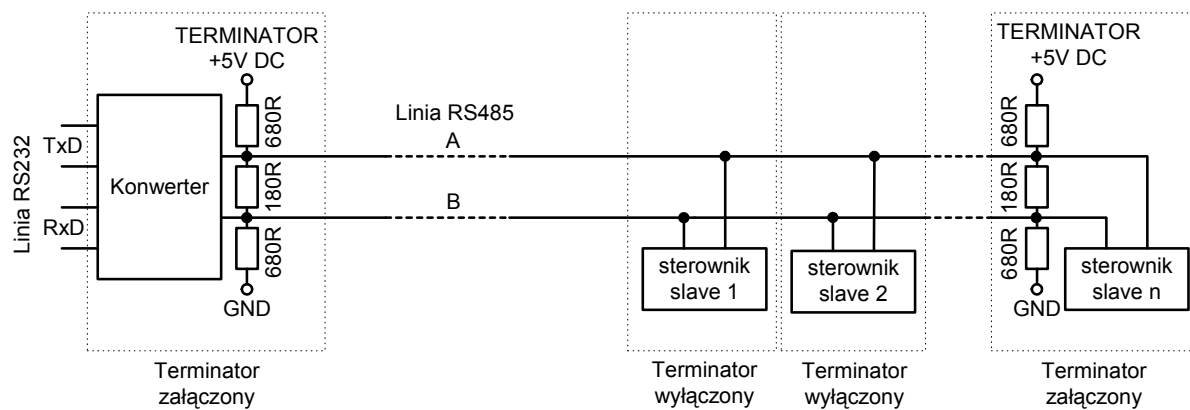 TERMINATOR
+5V DC
680R
180R
680R
GND
Linia RS232
TxD
RxD
Konwerter
Linia RS485
A
B
sterownik
slave 1
sterownik
slave 2
TERMINATOR
+5V DC
680R
180R
680R
GND
sterownik
slave n
Terminator
załączony
Terminator
wyłączony
Terminator
wyłączony
Terminator
załączony